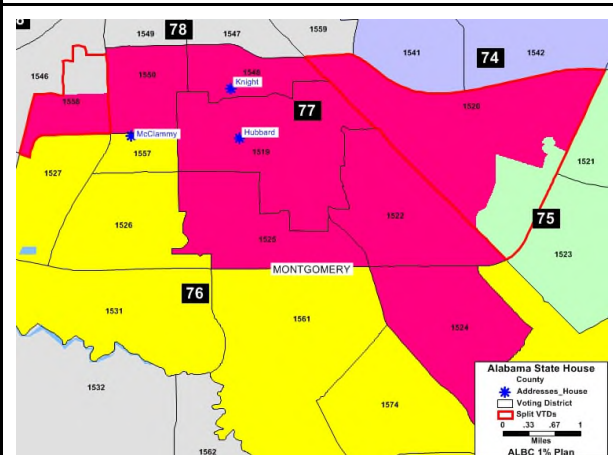 78
1549
1547
1559
1541
1542
74
1546
1550
1548
Knight
77
1520
1558
McClammy
Hubbard
1557
1519
1521
1527
1526
1522
75
1525
1523
MONTGOMERY
76
1531
1561
1524
1532
1574
1562
Alabama State House
County
Addresses_House
Voting District
Split VTDs
0 .33 .67 1
Miles
ALBC 1% Plan